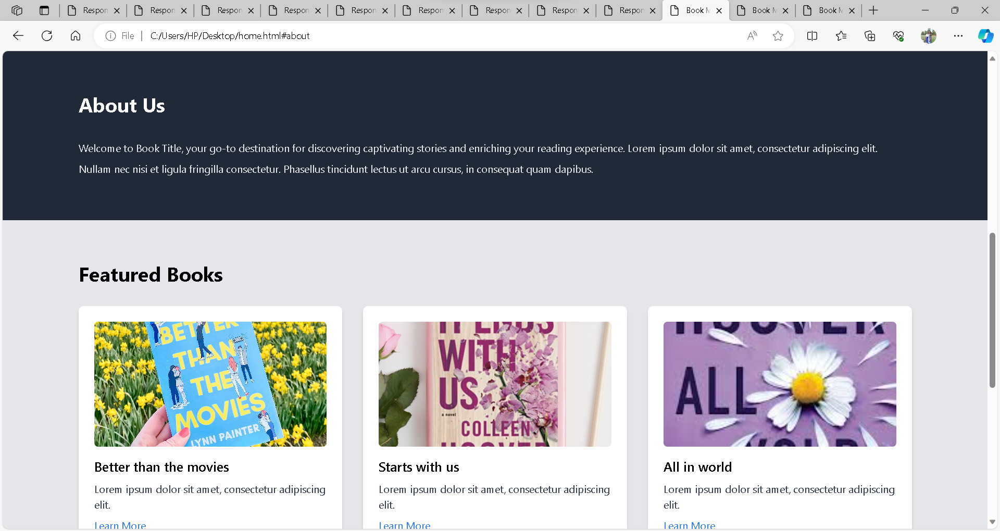 Respon
Respon
Respon
Respon
Respon
Respon
Respon
Respon
Respon
Book M
Book M
Book M
File
C:/Users/HP/Desktop/home.html#about
About Us
Welcome to Book Title, your go-to destination for discovering captivating stories and enriching your reading experience. Lorem ipsum dolor sit amet, consectetur adipiscing elit.
Nullam nec nisi et ligula fringilla consectetur. Phasellus tincidunt lectus ut arcu cursus, in consequat quam dapibus.
Featured Books
BETTER
THAN
THE
MOVIES
LYNN PAINTER
IT ENDS
WITH
US
a novel
COLLEEN
HOOVER
HOOVER
ALL
YOUR
Better than the movies
Starts with us
All in world
Lorem ipsum dolor sit amet, consectetur adipiscing
elit.
Lorem ipsum dolor sit amet, consectetur adipiscing
elit.
Lorem ipsum dolor sit amet, consectetur adipiscing
elit.
Learn More
Learn More
Learn More